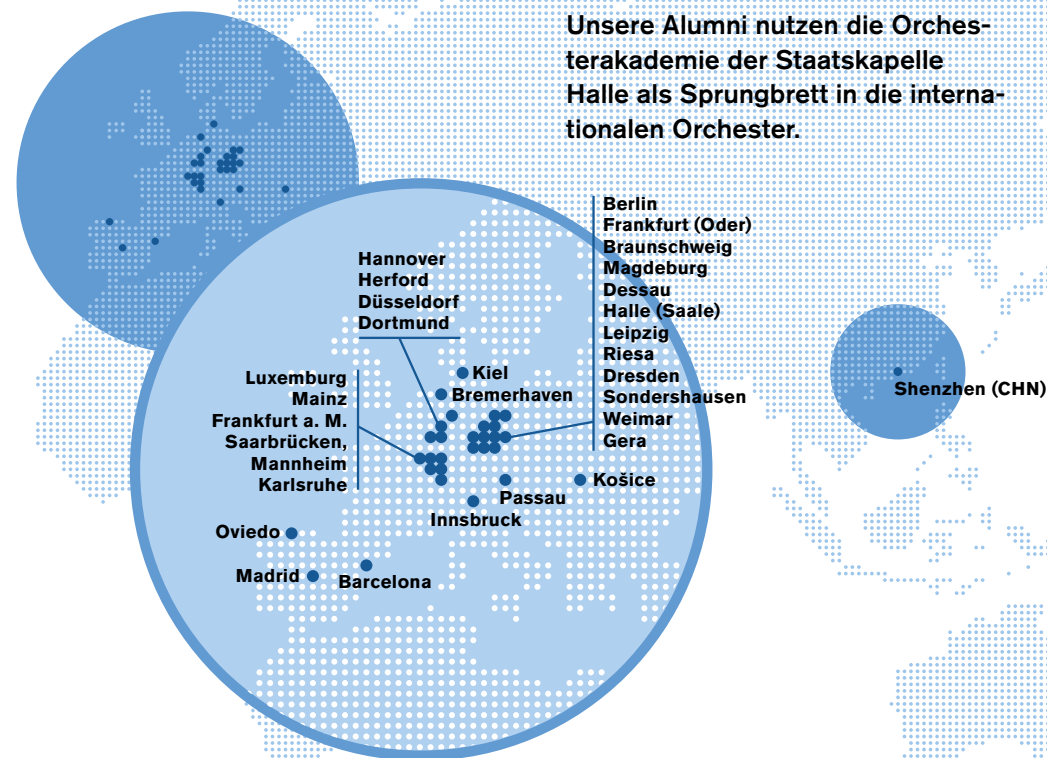 Unsere Alumni nutzen die Orches-
terakademie der Staatskapelle
Halle als Sprungbrett in die interna-
tionalen Orchester.
Berlin
Frankfurt (Oder)
Braunschweig
Magdeburg
Dessau
Halle (Saale)
Leipzig
Riesa
Dresden
Sondershausen
Weimar
Gera
Hannover
Herford
Düsseldorf
Dortmund
Kiel
Bremerhaven
Luxemburg
Mainz
Frankfurt a. M.
Saarbrücken,
Mannheim
Karlsruhe
Košice
Passau
Innsbruck
Oviedo
Madrid
Barcelona
Shenzhen (CHN)